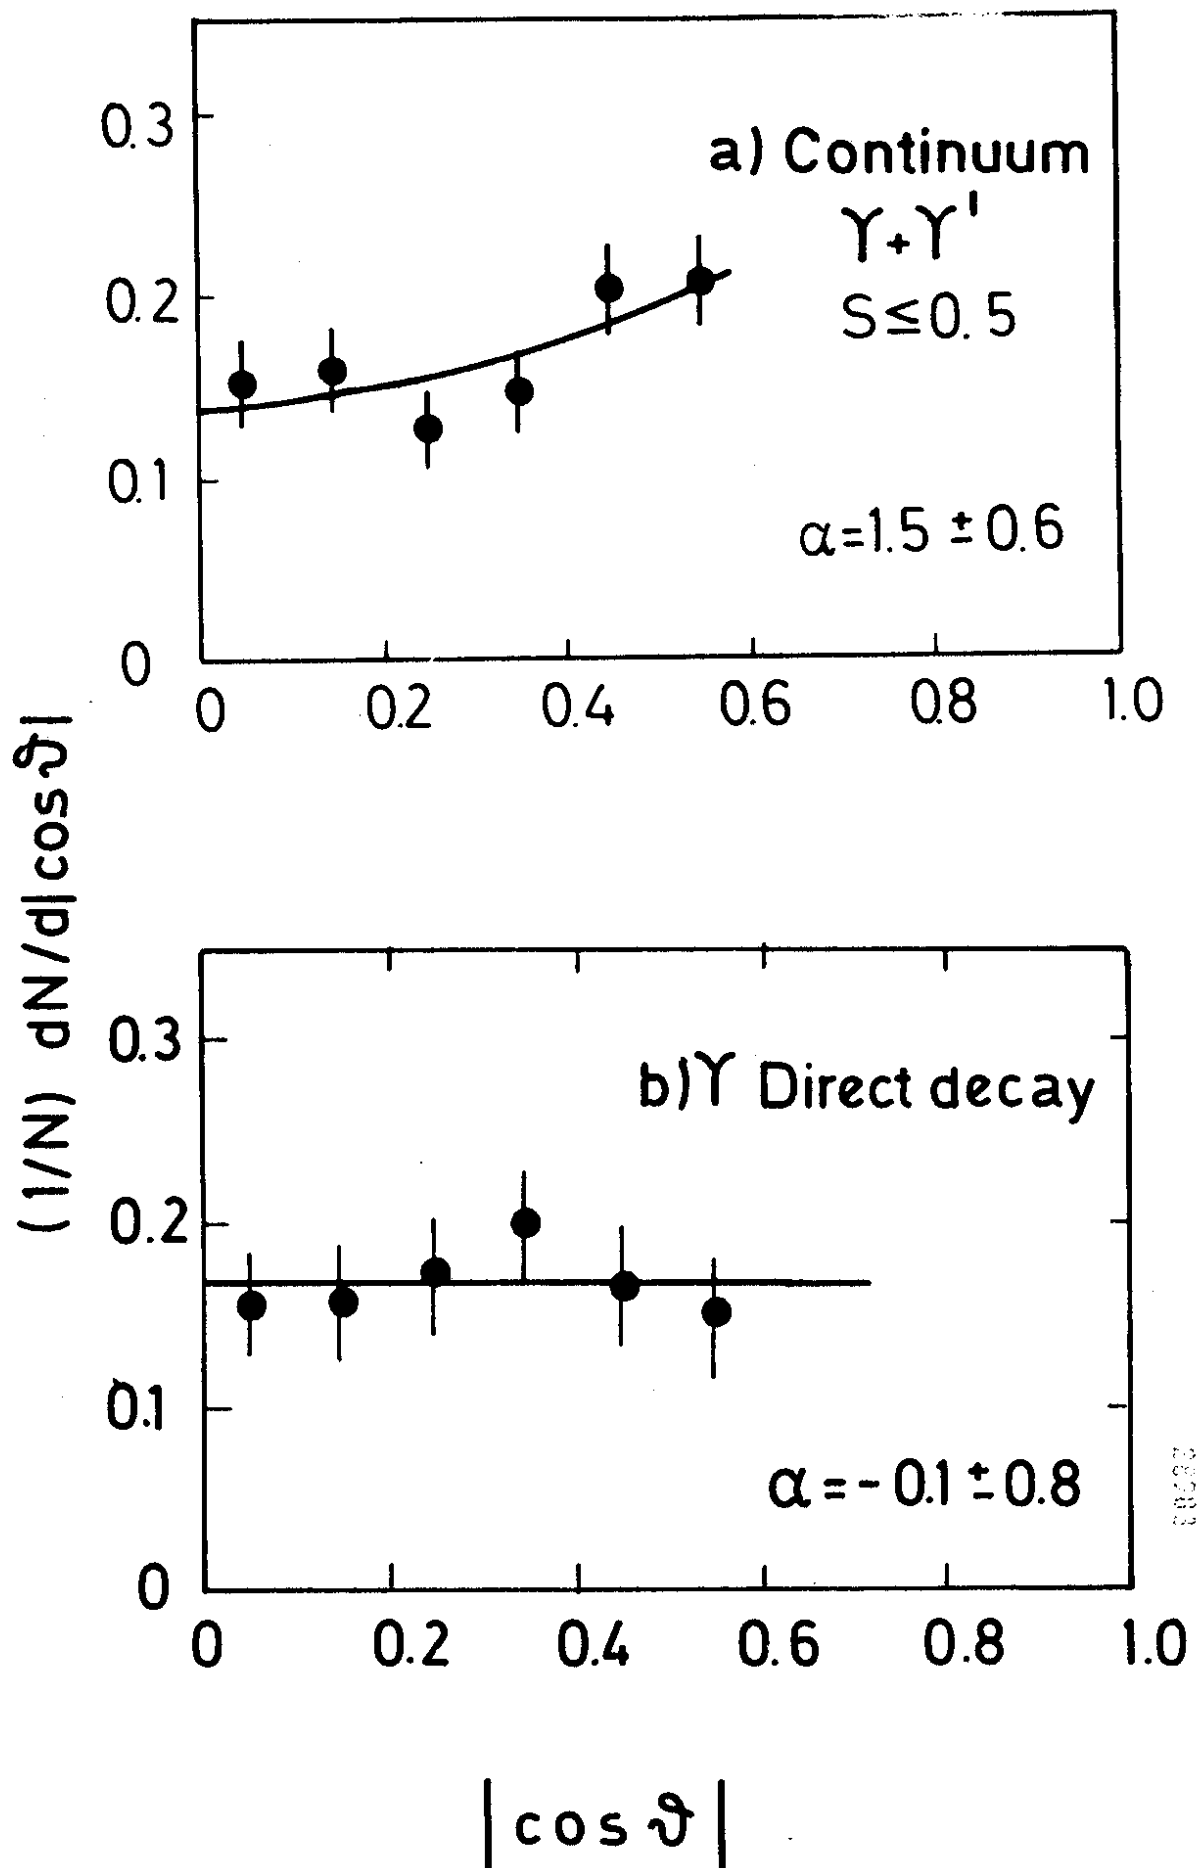 0.3
a) Continuum
ϒ+ϒ'
0.2
S≤0.5
0.1
α=1.5 ± 0.6
0
0 0.2 0.4 0.6 0.8 1.0
(1/N) dN/d|cosϑ|
0.3
b)ϒ Direct decay
0.2
0.1
α=-0.1 ± 0.8
0
0 0.2 0.4 0.6 0.8 1.0
|cosϑ|